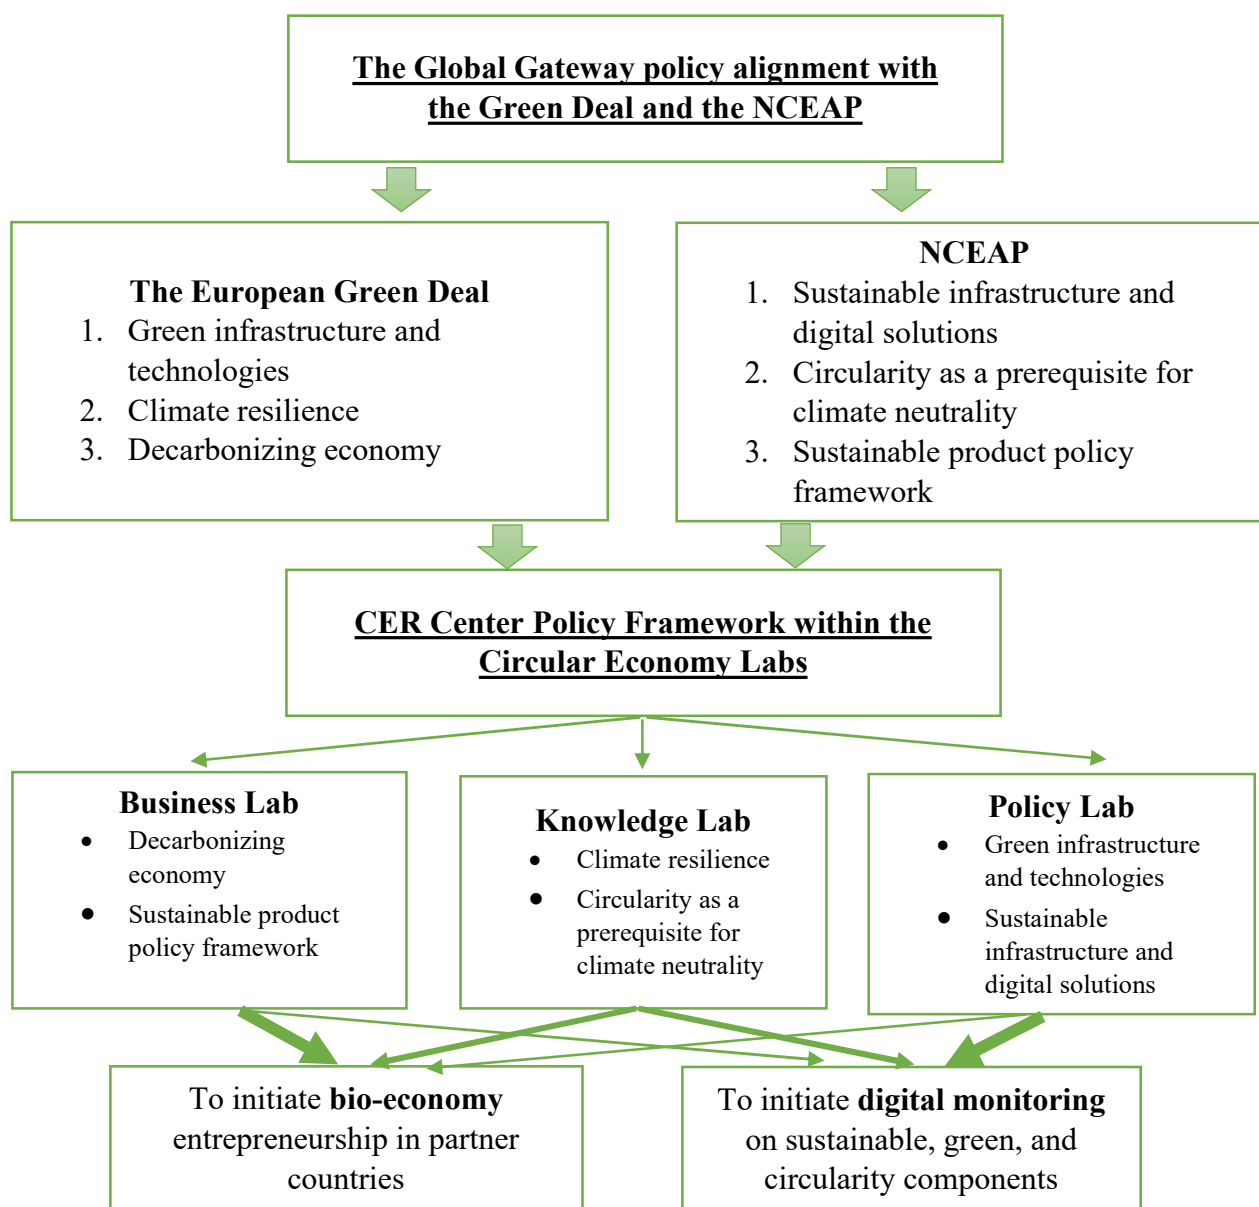 The Global Gateway policy alignment with
the Green Deal and the NCEAP
The European Green Deal
1. Green infrastructure and
technologies
2. Climate resilience
3. Decarbonizing economy
NCEAP
1. Sustainable infrastructure and
digital solutions
2. Circularity as a prerequisite for
climate neutrality
3. Sustainable product policy
framework
CER Center Policy Framework within the
Circular Economy Labs
Business Lab
• Decarbonizing
economy
• Sustainable product
policy framework
Knowledge Lab
• Climate resilience
• Circularity as a
prerequisite for
climate neutrality
Policy Lab
• Green infrastructure
and technologies
• Sustainable
infrastructure and
digital solutions
To initiate bio-economy
entrepreneurship in partner
countries
To initiate digital monitoring
on sustainable, green, and
circularity components